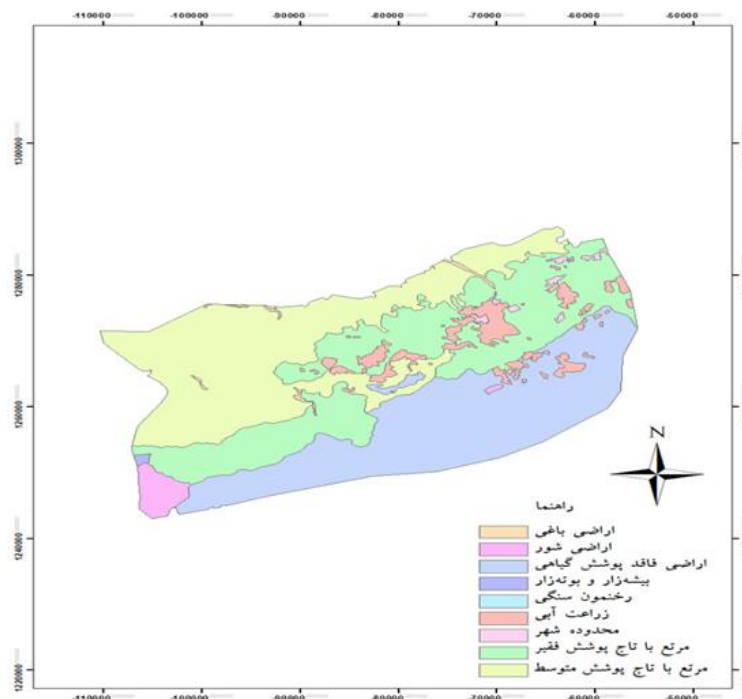 -110000 -100000 -90000 -80000 -70000 -60000 -50000
1300000
1280000
1260000
1240000
1220000
N
راهنما
اراضی باغی
اراضی شور
اراضی فاقد پوشش گیاهی
بیشه‌زار و بوته‌زار
رخنمون سنگی
زراعت آبی
محدوده شهر
مرتع با تاج پوشش فقیر
مرتع با تاج پوشش متوسط
-110000 -100000 -90000 -80000 -70000 -60000 -50000